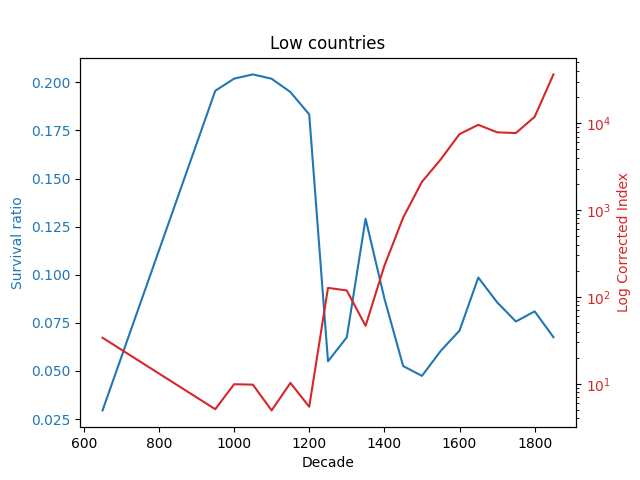 Low countries
0.200
0.175
0.150
0.125
0.100
0.075
0.050
0.025
Survival ratio
10⁴
10³
10²
10¹
Log Corrected Index
600 800 1000 1200 1400 1600 1800
Decade